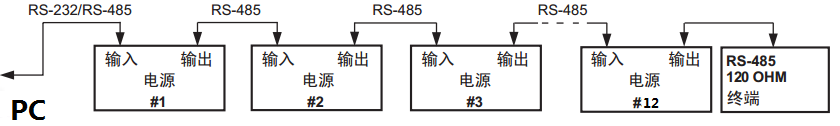 RS-232/RS-485
RS-485
RS-485
RS-485
输入 输出
电源
#1
输入 输出
电源
#2
输入 输出
电源
#3
输入 输出
电源
#12
RS-485
120 OHM
终端
PC